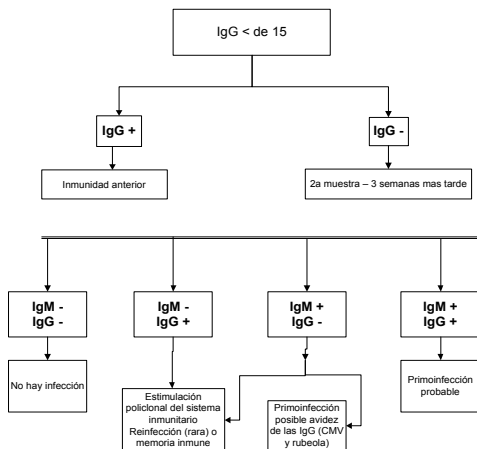 IgG < de 15
IgG +
IgG -
Inmunidad anterior
2a muestra – 3 semanas mas tarde
IgM -
IgG -
IgM -
IgG +
IgM +
IgG -
IgM +
IgG +
No hay infección
Estimulación
policlonal del sistema
inmunitario
Reinfección (rara) o
memoria inmune
Primoinfección
posible avidez
de las IgG (CMV
y rubeola)
Primoinfección
probable